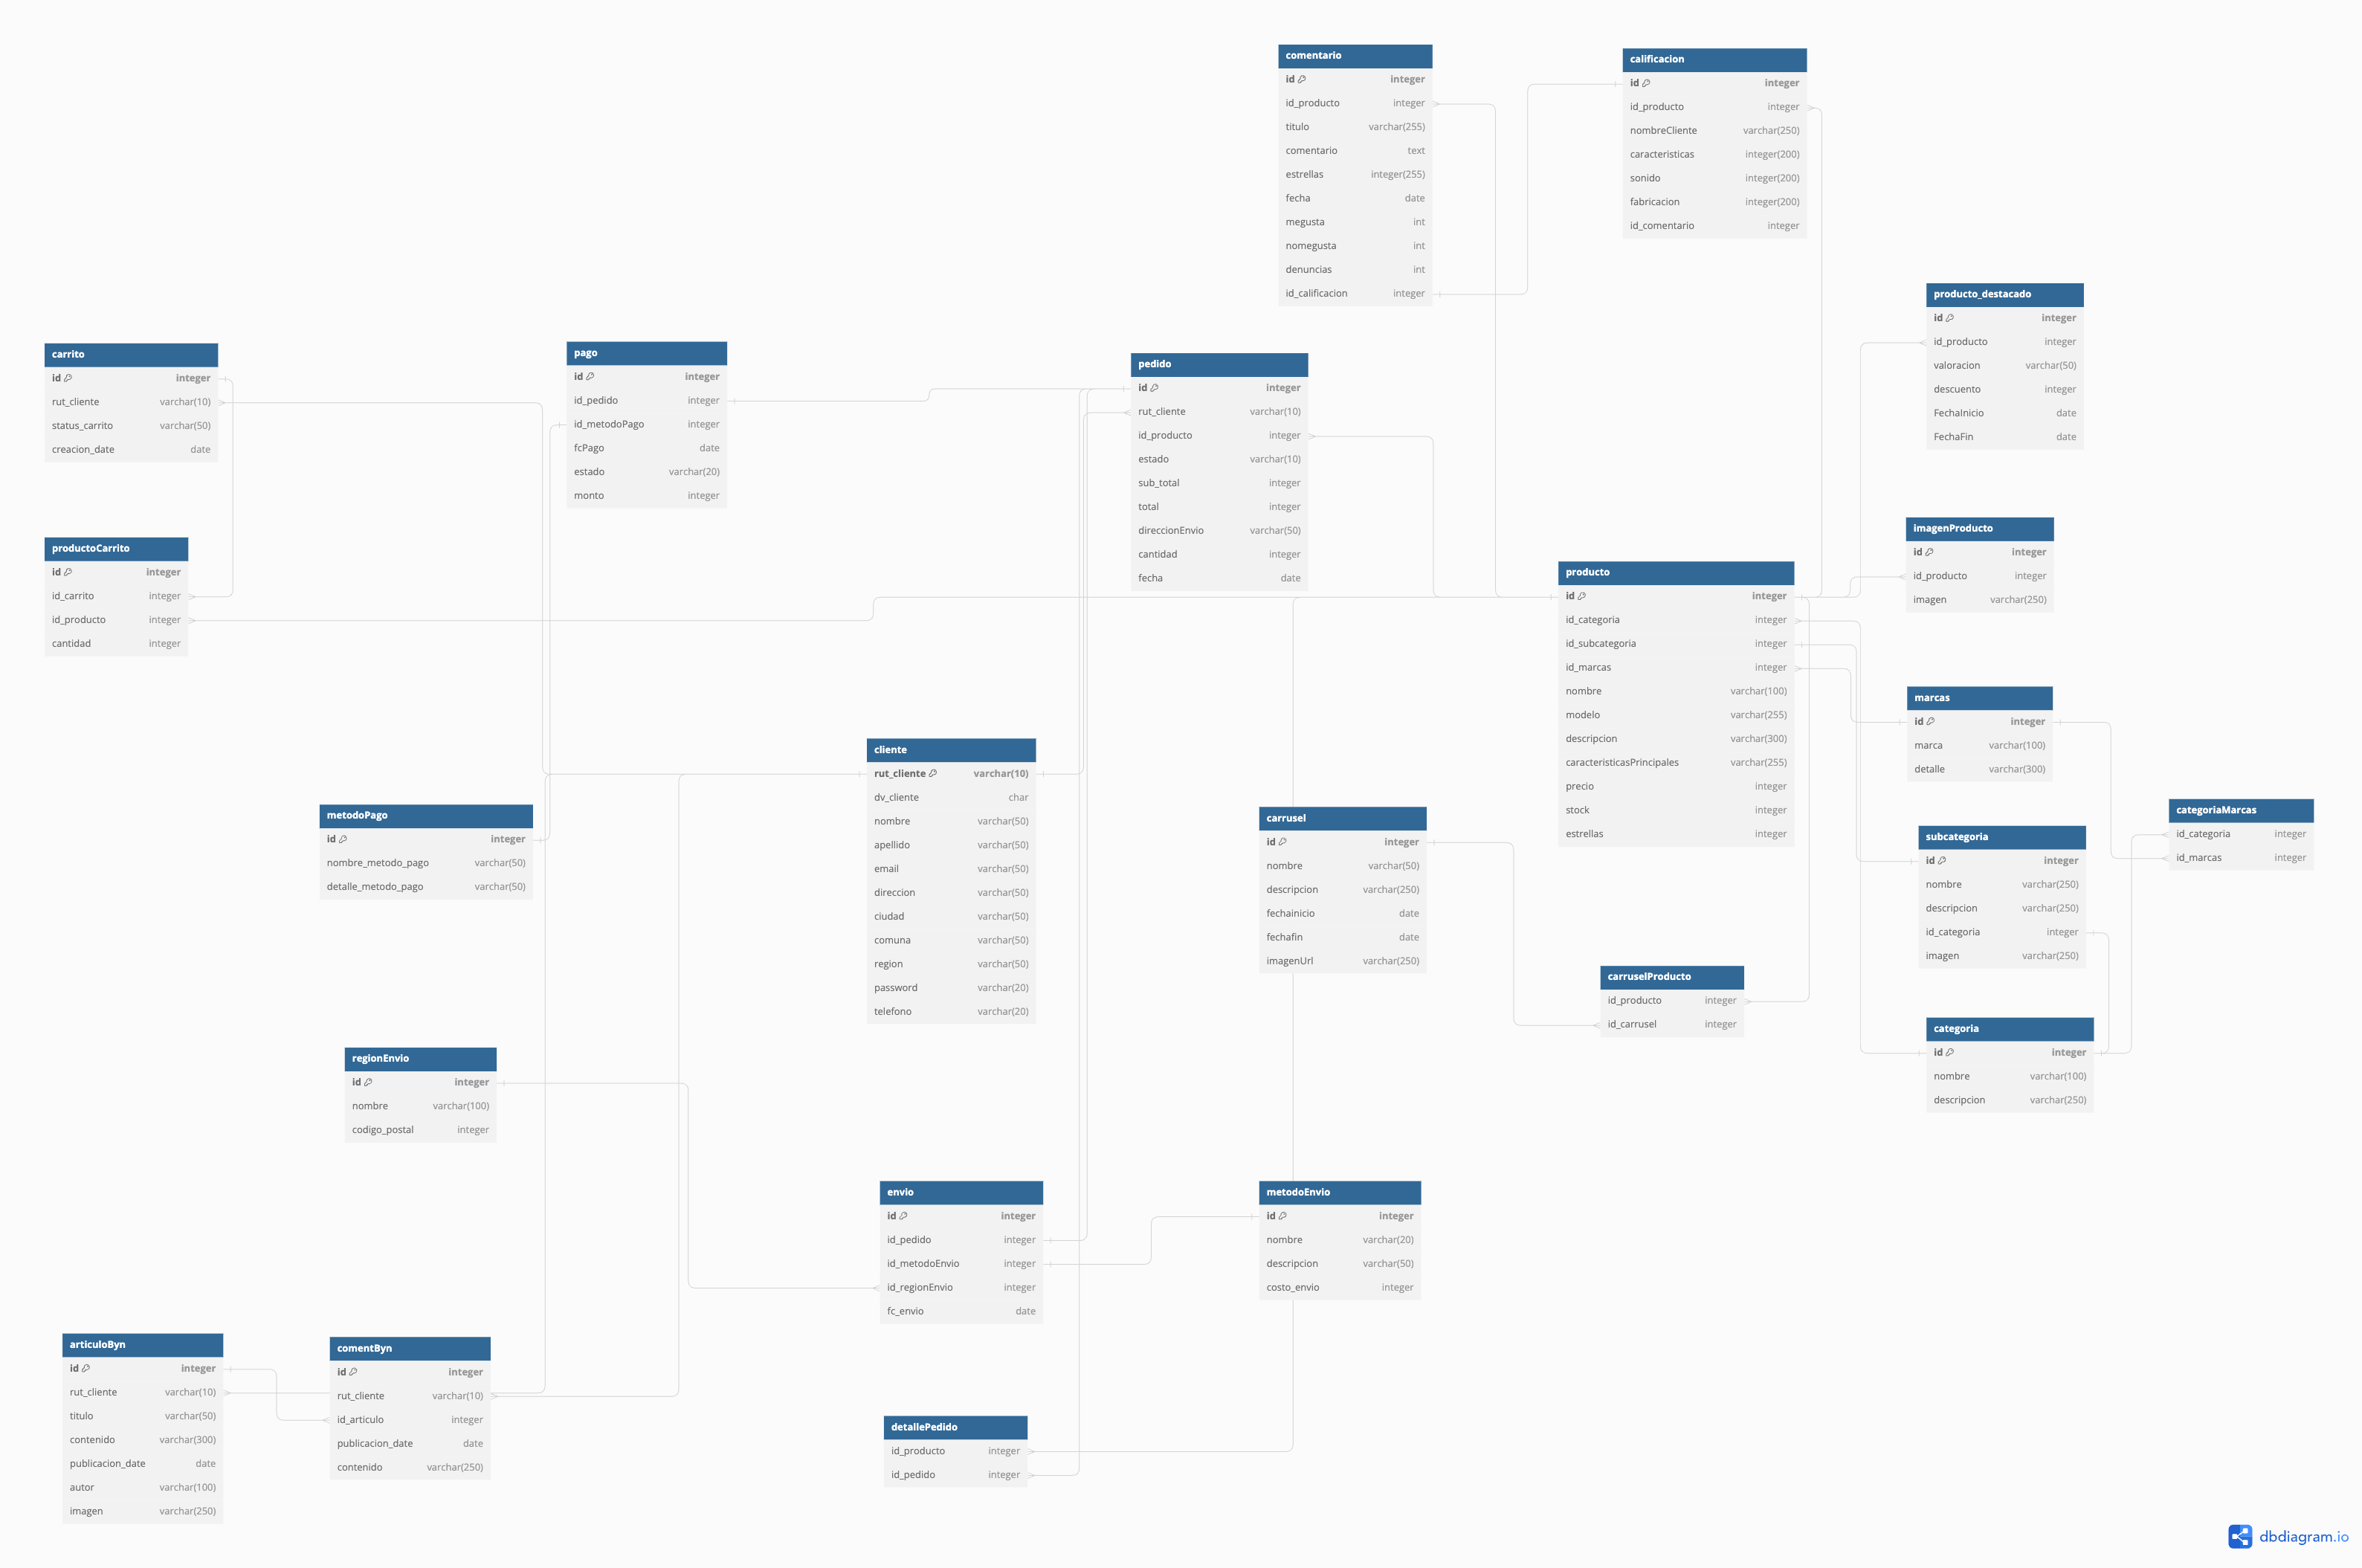 comentario
id integer
id_producto integer
titulo varchar(255)
comentario text
estrellas integer(255)
fecha date
megusta int
nomegusta int
denuncias int
id_calificacion integer
calificacion
id integer
id_producto integer
nombreCliente varchar(250)
caracteristicas integer(200)
sonido integer(200)
fabricacion integer(200)
id_comentario integer
producto_destacado
id integer
id_producto integer
valoracion varchar(50)
descuento integer
FechaInicio date
FechaFin date
carrito
id integer
rut_cliente varchar(10)
status_carrito varchar(50)
creacion_date date
pago
id integer
id_pedido integer
id_metodoPago integer
fcPago date
estado varchar(20)
monto integer
pedido
id integer
rut_cliente varchar(10)
id_producto integer
estado varchar(10)
sub_total integer
total integer
direccionEnvio varchar(50)
cantidad integer
fecha date
productoCarrito
id integer
id_carrito integer
id_producto integer
cantidad integer
imagenProducto
id integer
id_producto integer
imagen varchar(250)
producto
id integer
id_categoria integer
id_subcategoria integer
id_marcas integer
nombre varchar(100)
modelo varchar(255)
descripcion varchar(300)
caracteristicasPrincipales varchar(255)
precio integer
stock integer
estrellas integer
marcas
id integer
marca varchar(100)
detalle varchar(300)
cliente
rut_cliente varchar(10)
dv_cliente char
nombre varchar(50)
apellido varchar(50)
email varchar(50)
direccion varchar(50)
ciudad varchar(50)
comuna varchar(50)
region varchar(50)
password varchar(20)
telefono varchar(20)
metodoPago
id integer
nombre_metodo_pago varchar(50)
detalle_metodo_pago varchar(50)
carrusel
id integer
nombre varchar(50)
descripcion varchar(250)
fechainicio date
fechafin date
imagenUrl varchar(250)
categoriaMarcas
id_categoria integer
id_marcas integer
subcategoria
id integer
nombre varchar(250)
descripcion varchar(250)
id_categoria integer
imagen varchar(250)
carruselProducto
id_producto integer
id_carrusel integer
categoria
id integer
nombre varchar(100)
descripcion varchar(250)
regionEnvio
id integer
nombre varchar(100)
codigo_postal integer
envio
id integer
id_pedido integer
id_metodoEnvio integer
id_regionEnvio integer
fc_envio date
metodoEnvio
id integer
nombre varchar(20)
descripcion varchar(50)
costo_envio integer
articuloByn
id integer
rut_cliente varchar(10)
titulo varchar(50)
contenido varchar(300)
publicacion_date date
autor varchar(100)
imagen varchar(250)
comentByn
id integer
rut_cliente varchar(10)
id_articulo integer
publicacion_date date
contenido varchar(250)
detallePedido
id_producto integer
id_pedido integer
dbdiagram.io